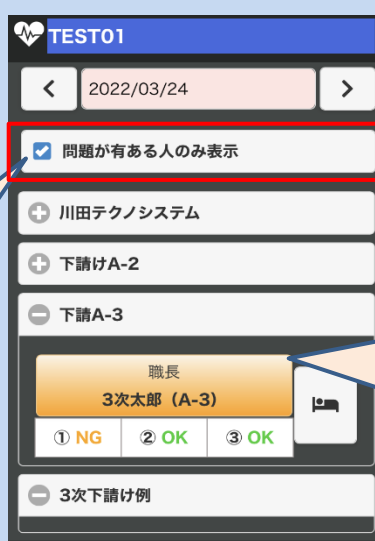 TEST01
2022/03/24
問題が有ある人のみ表示
川田テクノシステム
下請けA-2
下請A-3
職長
3次太郎（A-3）
① NG ② OK ③ OK
3次下請け例